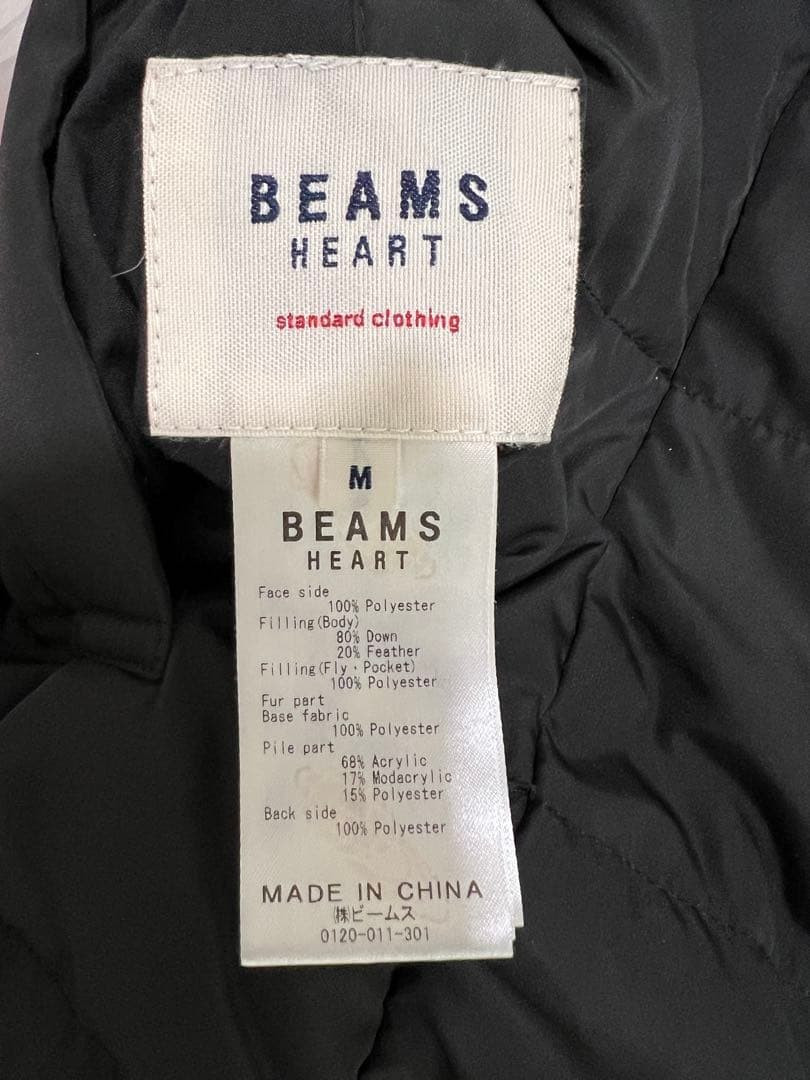 BEAMS
HEART
standard clothing
M
BEAMS
HEART
Face side
100% Polyester
Filling(Body)
80% Down
20% Feather
Filling(Fly・Pocket)
100% Polyester
Fur part
Base fabric
100% Polyester
Pile part
68% Acrylic
17% Modacrylic
15% Polyester
Back side
100% Polyester
MADE IN CHINA
㈱ビームス
0120-011-301